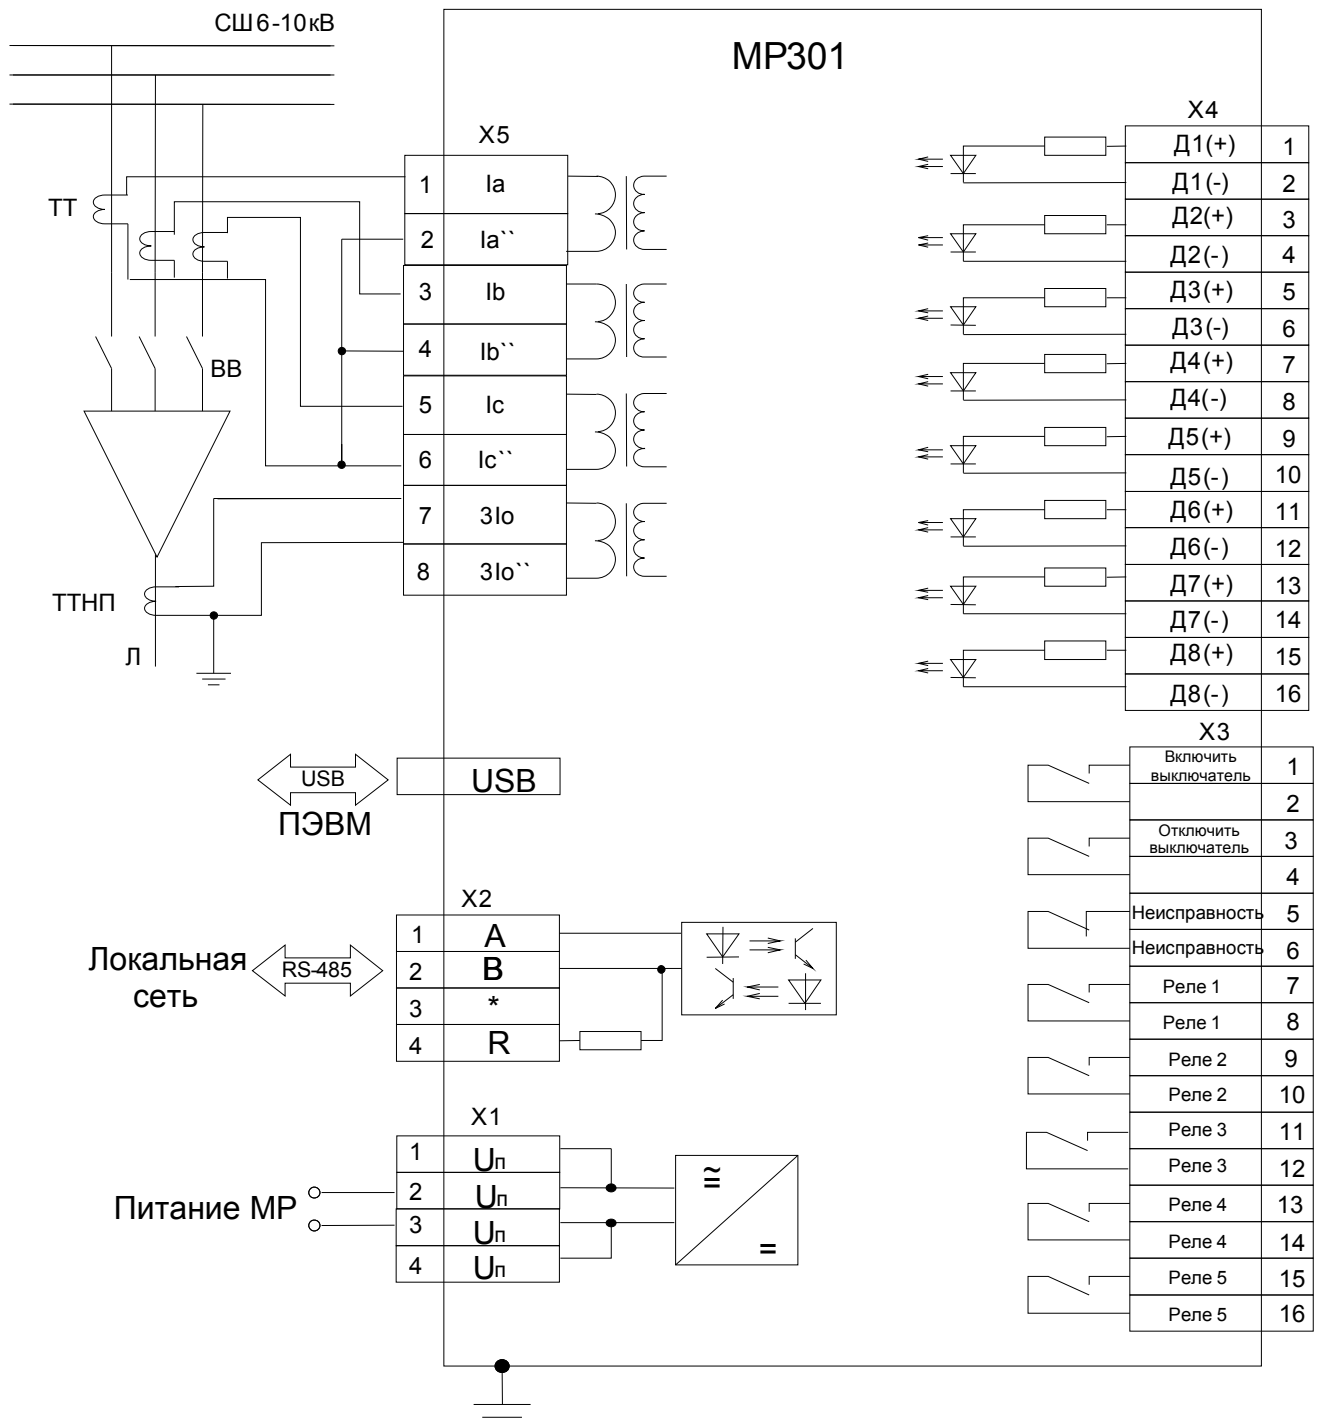 СШ 6-10кВ
МР301
X5
1 Ia
2 Ia``
3 Ib
4 Ib``
5 Ic
6 Ic``
7 3Io
8 3Io``
ТТ
ВВ
ТТНП
Л
X4
Д1(+) 1
Д1(-) 2
Д2(+) 3
Д2(-) 4
Д3(+) 5
Д3(-) 6
Д4(+) 7
Д4(-) 8
Д5(+) 9
Д5(-) 10
Д6(+) 11
Д6(-) 12
Д7(+) 13
Д7(-) 14
Д8(+) 15
Д8(-) 16
USB
USB
ПЭВМ
X3
Включить
выключатель 1
2
Отключить
выключатель 3
4
Неисправность 5
Неисправность 6
Реле 1 7
Реле 1 8
Реле 2 9
Реле 2 10
Реле 3 11
Реле 3 12
Реле 4 13
Реле 4 14
Реле 5 15
Реле 5 16
X2
1 A
2 B
3 *
4 R
Локальная
сеть
RS-485
X1
1 Uп
2 Uп
3 Uп
4 Uп
Питание МР